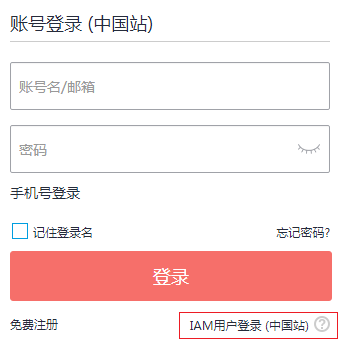 账号登录 (中国站)
账号名/邮箱
密码
手机号登录
记住登录名 忘记密码?
登录
免费注册 IAM用户登录 (中国站) ?